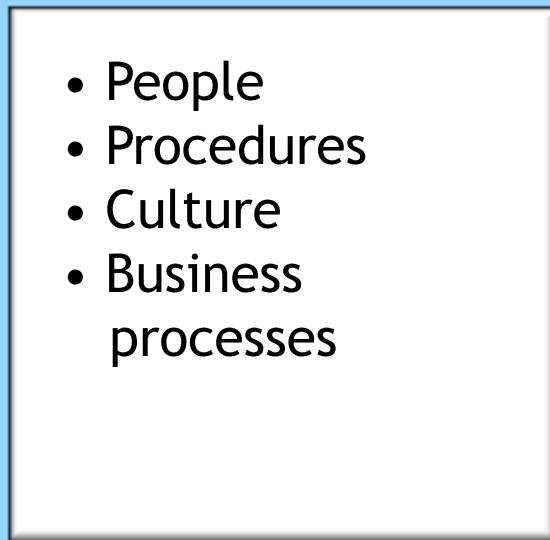 • People
• Procedures
• Culture
• Business
processes